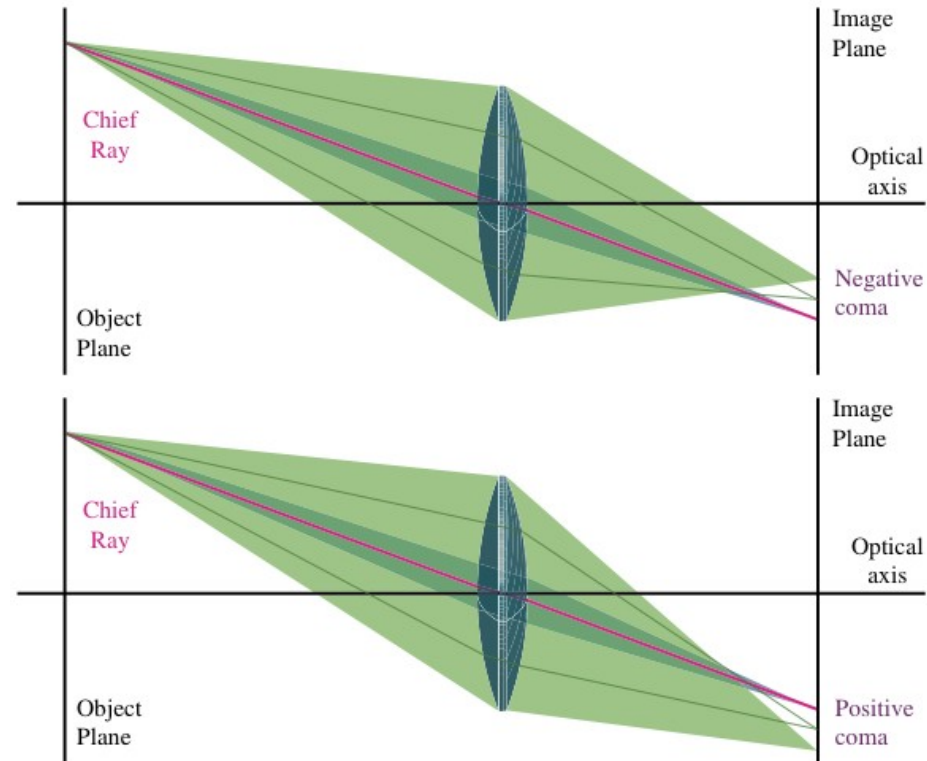 Image
Plane
Chief
Ray
Optical
axis
Negative
coma
Object
Plane
Image
Plane
Chief
Ray
Optical
axis
Object
Plane
Positive
coma